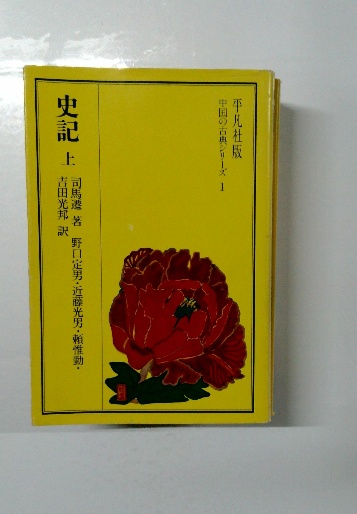 平凡社版
中国の古典シリーズ 1
史記 上
司馬遷 著 野口定男・近藤光男・頼惟勤・
吉田光邦 訳